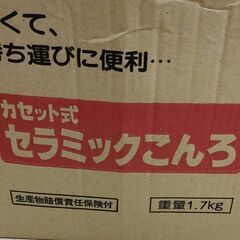 くて、
持ち運びに便利…
カセット式
セラミックこんろ
生産物賠償責任保険付
重量1.7kg